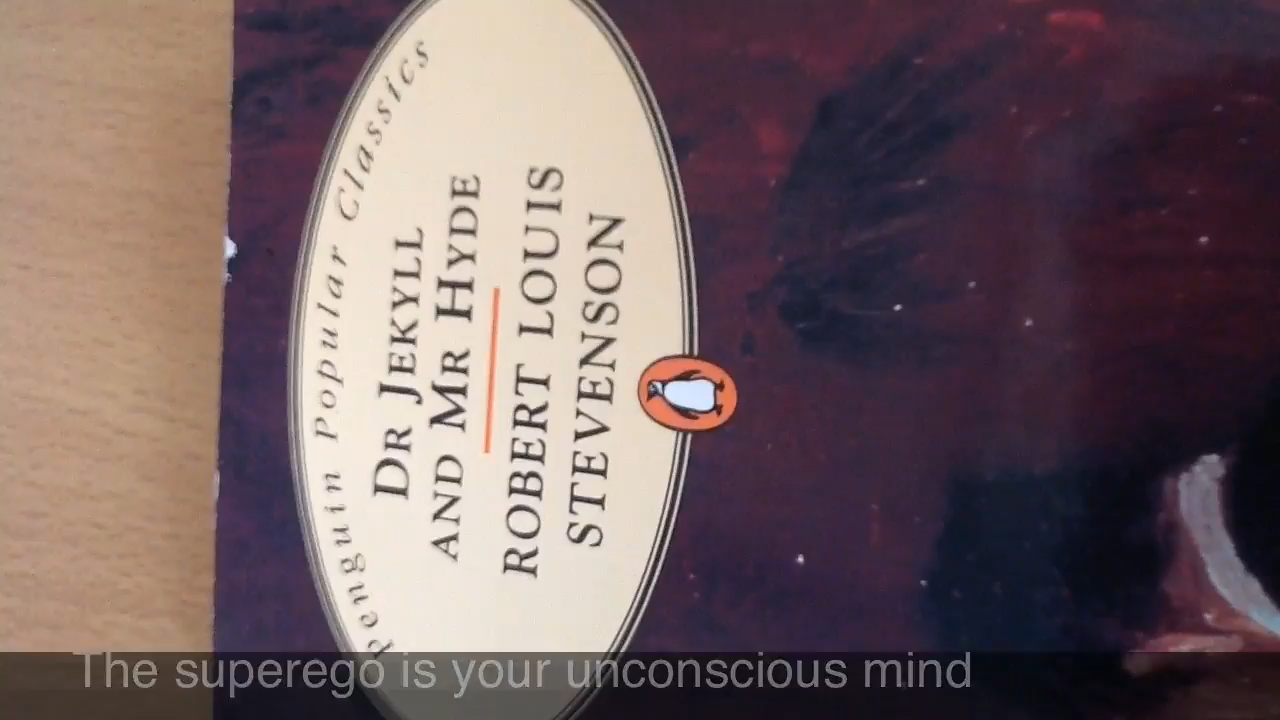 Penguin Popular Classics
DR JEKYLL
AND MR HYDE
ROBERT LOUIS
STEVENSON
The superego is your unconscious mind